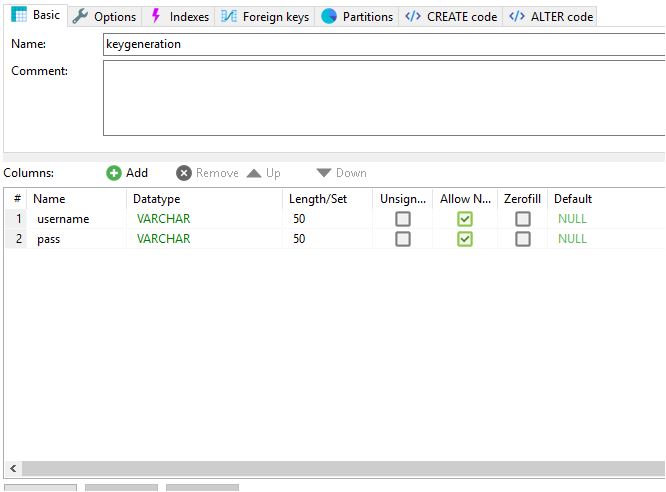 Basic Options Indexes Foreign keys Partitions CREATE code ALTER code
Name: keygeneration
Comment:
Columns: Add Remove Up Down
# Name Datatype Length/Set Unsign... Allow N... Zerofill Default
1 username VARCHAR 50 NULL
2 pass VARCHAR 50 NULL